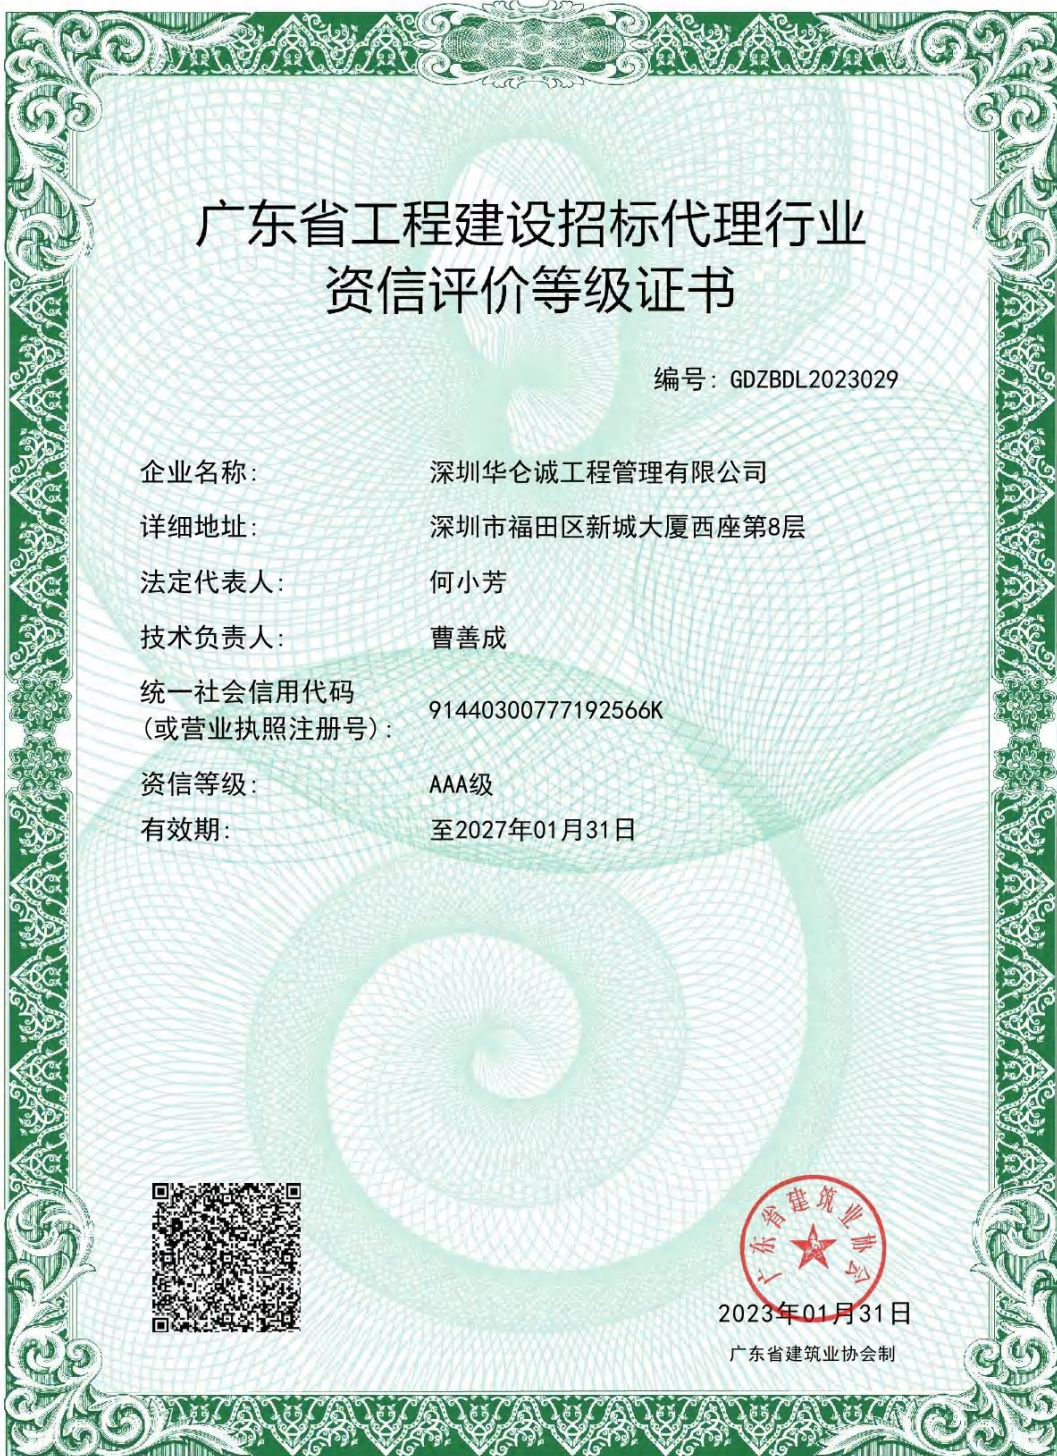 广东省工程建设招标代理行业
资信评价等级证书
编号: GDZBDL2023029
企业名称: 深圳华仑诚工程管理有限公司
详细地址: 深圳市福田区新城大厦西座第8层
法定代表人: 何小芳
技术负责人: 曹善成
统一社会信用代码
(或营业执照注册号): 91440300777192566K
资信等级: AAA级
有效期: 至2027年01月31日
广东省建筑业协会
2023年01月31日
广东省建筑业协会制